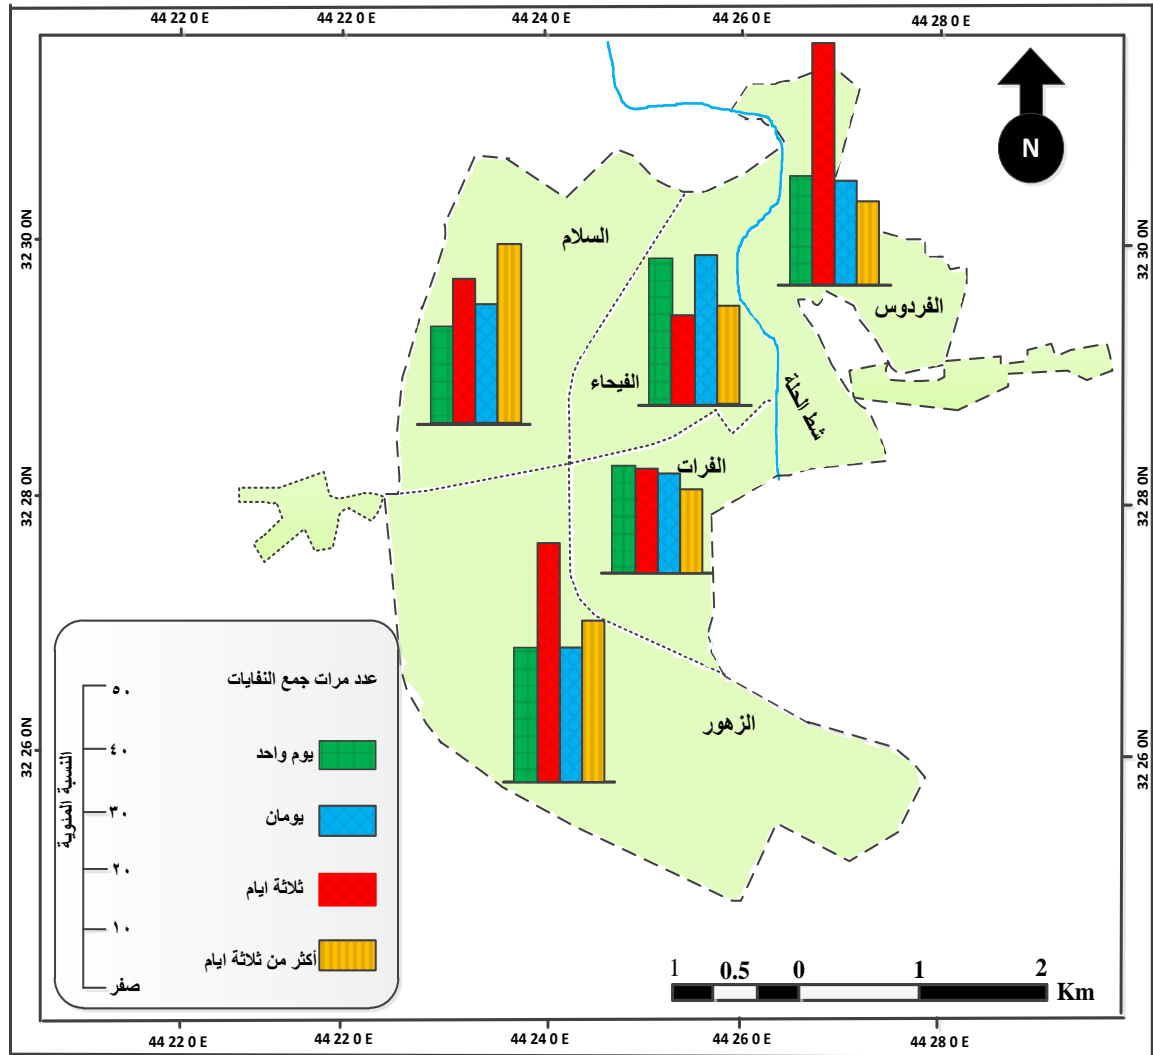 44 22 0 E 44 22 0 E 44 24 0 E 44 26 0 E 44 28 0 E
N
32 30 0N
32 30 0N
السلام
الفردوس
الفيحاء
شط الحلة
الفرات
32 28 0N
32 28 0N
الزهور
32 26 0N
32 26 0N
عدد مرات جمع النفايات
يوم واحد
يومان
ثلاثة ايام
أكثر من ثلاثة ايام
النسبة المئوية
٥٠
٤٠
٣٠
٢٠
١٠
صفر
1 0.5 0 1 2
Km
44 22 0 E 44 22 0 E 44 24 0 E 44 26 0 E 44 28 0 E